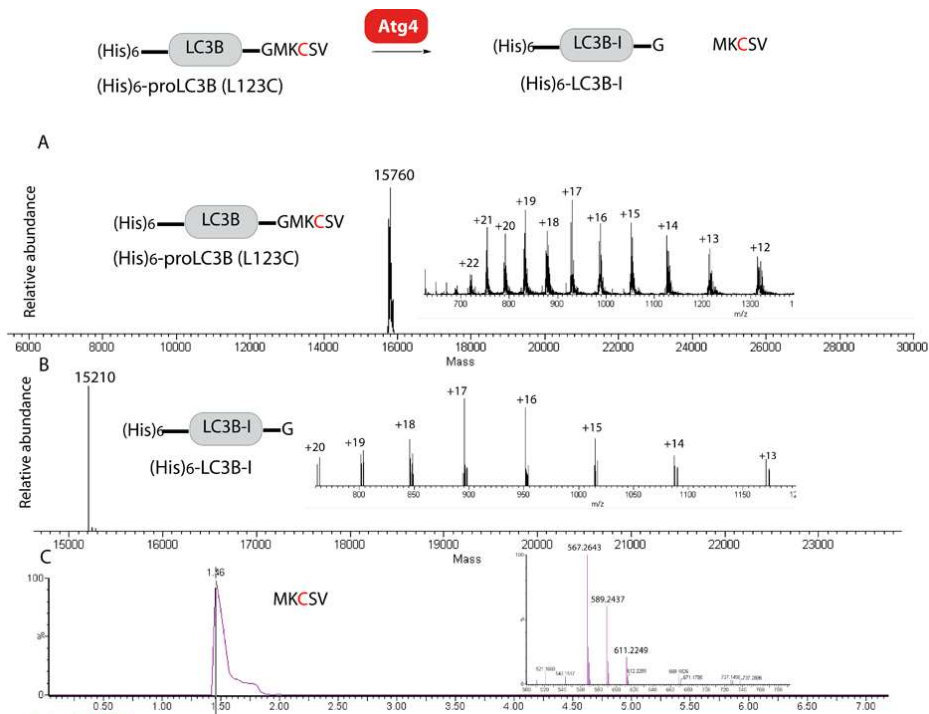 Atg4
(His)6 LC3B GMKCSV
(His)6 LC3B-I G
MKCSV
(His)6-proLC3B (L123C)
(His)6-LC3B-I
A
15760
Relative abundance
(His)6 LC3B GMKCSV
(His)6-proLC3B (L123C)
+22 +21 +20 +19 +18 +17 +16 +15 +14 +13 +12
700 800 900 1000 1100 1200 1300
m/z
6000 8000 10000 12000 14000 16000 18000 20000 22000 24000 26000 28000 30000
Mass
B
15210
Relative abundance
(His)6 LC3B-I G
(His)6-LC3B-I
+20 +19 +18 +17 +16 +15 +14 +13
800 850 900 950 1000 1050 1100 1150
m/z
15000 16000 17000 18000 19000 20000 21000 22000 23000
Mass
C
1.46
MKCSV
100
%
0
567.2643
589.2437
611.2249
100
%
0.50 1.00 1.50 2.00 2.50 3.00 3.50 4.00 4.50 5.00 5.50 6.00 6.50 7.00